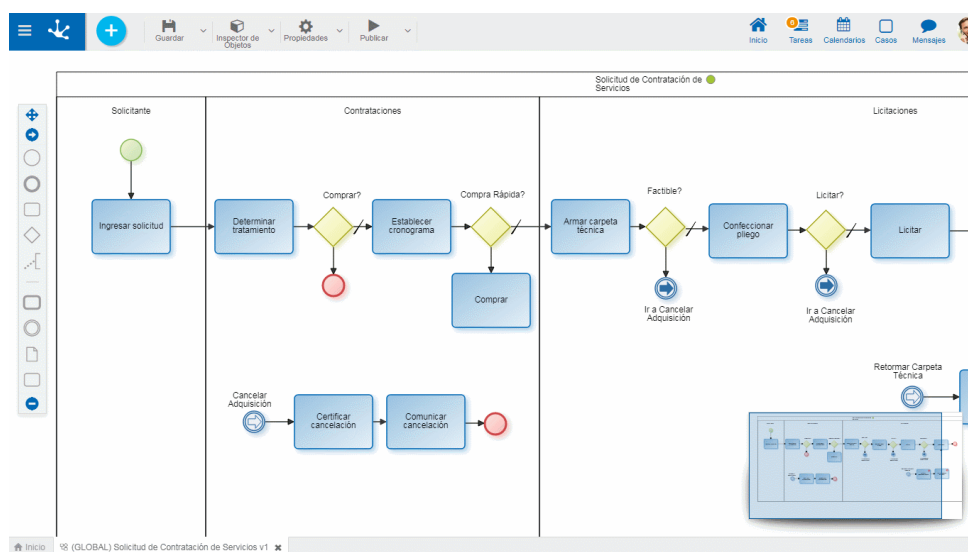 Guardar
Inspector de
Objetos
Propiedades
Publicar
Inicio
6
Tareas
Calendarios
Casos
Mensajes
Solicitud de Contratación de
Servicios
Solicitante
Contrataciones
Licitaciones
Comprar?
Compra Rápida?
Factible?
Licitar?
Ingresar solicitud
Determinar
tratamiento
Establecer
cronograma
Armar carpeta
técnica
Confeccionar
pliego
Licitar
Comprar
Ir a Cancelar
Adquisición
Ir a Cancelar
Adquisición
Retormar Carpeta
Técnica
Cancelar
Adquisición
Certificar
cancelación
Comunicar
cancelación
Inicio
(GLOBAL) Solicitud de Contratación de Servicios v1